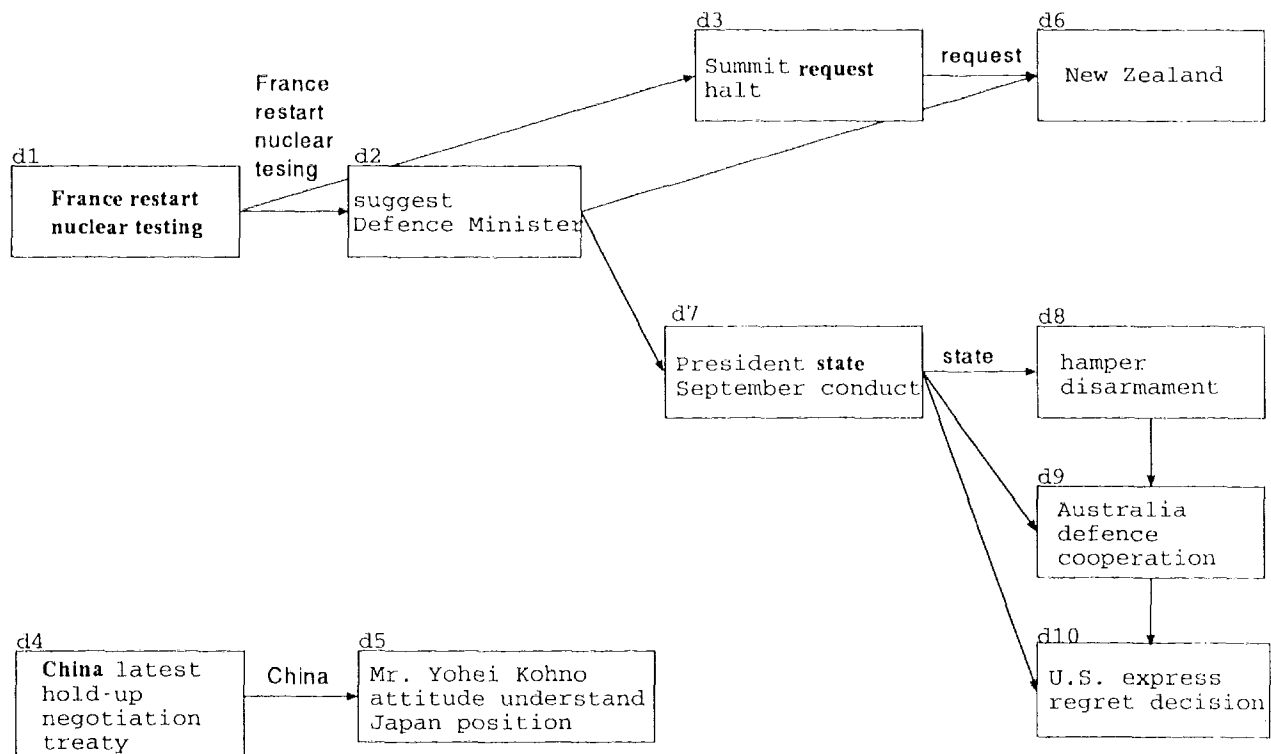 d3
Summit request
halt
request
d6
New Zealand
France
restart
nuclear
tesing
d1
France restart
nuclear testing
d2
suggest
Defence Minister
d7
President state
September conduct
state
d8
hamper
disarmament
d9
Australia
defence
cooperation
d4
China latest
hold-up
negotiation
treaty
China
d5
Mr. Yohei Kohno
attitude understand
Japan position
d10
U.S. express
regret decision